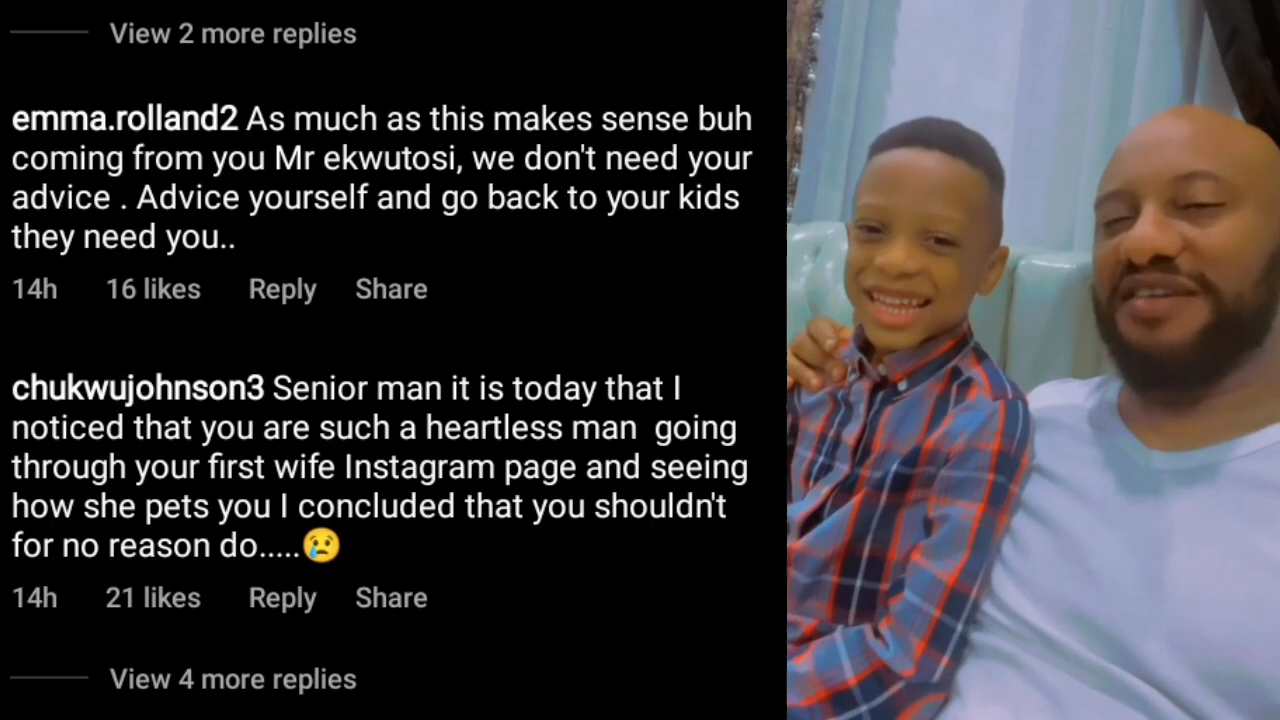 View 2 more replies
emma.rolland2 As much as this makes sense buh
coming from you Mr ekwutosi, we don't need your
advice . Advice yourself and go back to your kids
they need you..
14h 16 likes Reply Share
chukwujohnson3 Senior man it is today that I
noticed that you are such a heartless man  going
through your first wife Instagram page and seeing
how she pets you I concluded that you shouldn't
for no reason do.....😢
14h 21 likes Reply Share
View 4 more replies